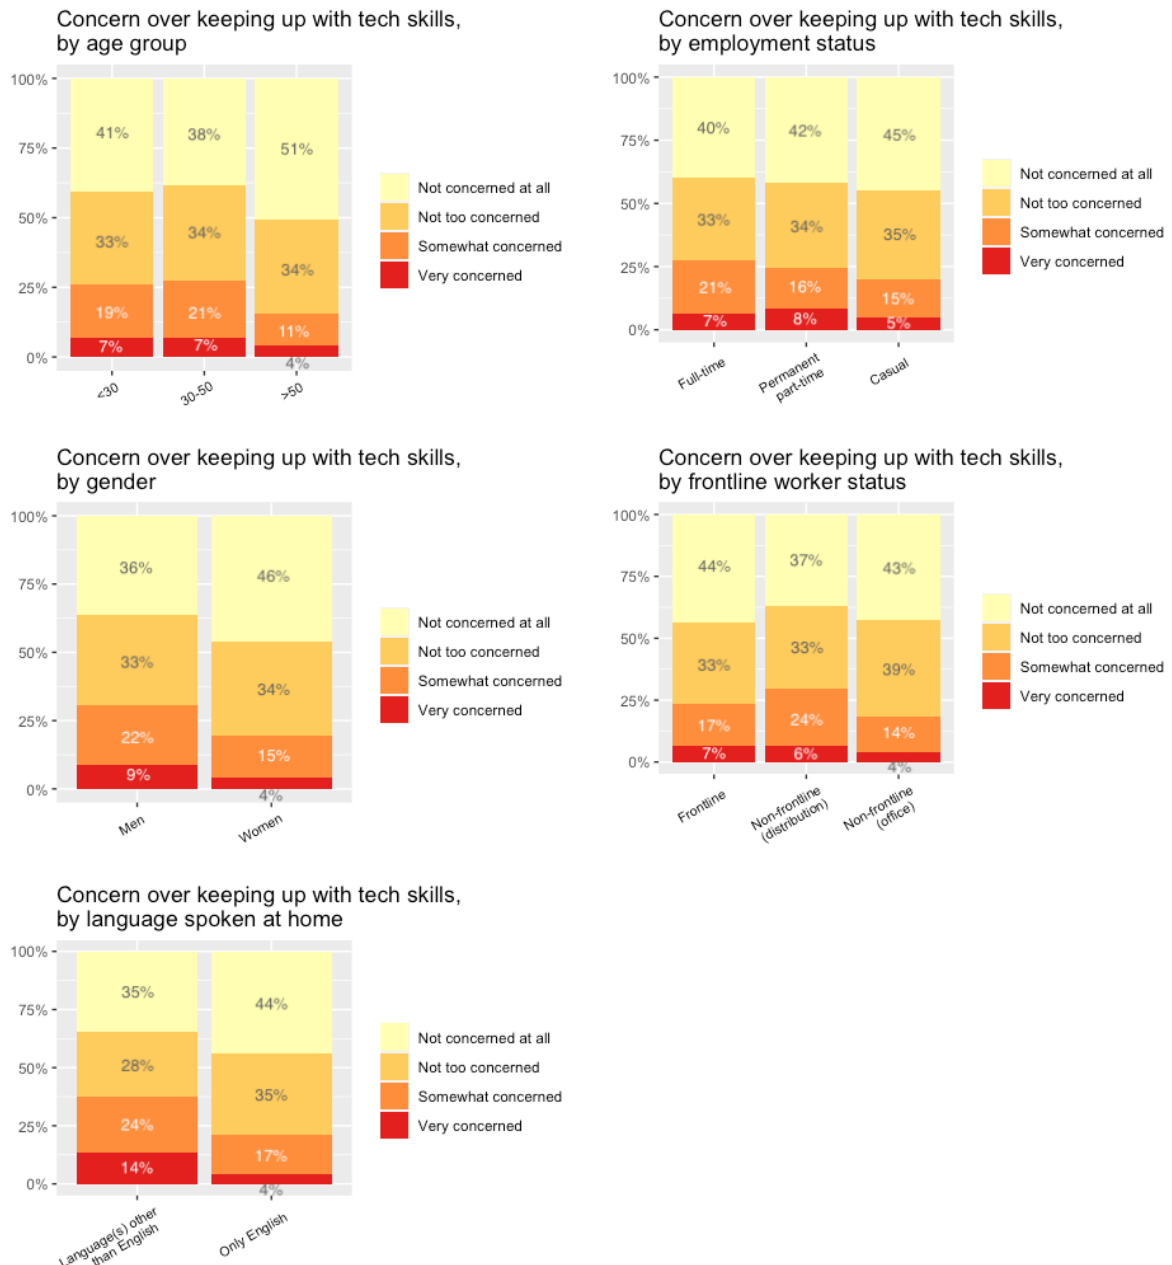 Concern over keeping up with tech skills,
by age group
100%
75%
50%
25%
0%
41%
38%
51%
33%
34%
34%
19%
21%
11%
7%
7%
4%
<30
30-50
>50
Not concerned at all
Not too concerned
Somewhat concerned
Very concerned
Concern over keeping up with tech skills,
by employment status
100%
75%
50%
25%
0%
40%
42%
45%
33%
34%
35%
21%
16%
15%
7%
8%
5%
Full-time
Permanent
part-time
Casual
Not concerned at all
Not too concerned
Somewhat concerned
Very concerned
Concern over keeping up with tech skills,
by gender
100%
75%
50%
25%
0%
36%
46%
33%
34%
22%
15%
9%
4%
Men
Women
Not concerned at all
Not too concerned
Somewhat concerned
Very concerned
Concern over keeping up with tech skills,
by frontline worker status
100%
75%
50%
25%
0%
44%
37%
43%
33%
33%
39%
17%
24%
14%
7%
6%
4%
Frontline
Non-frontline
(distribution)
Non-frontline
(office)
Not concerned at all
Not too concerned
Somewhat concerned
Very concerned
Concern over keeping up with tech skills,
by language spoken at home
100%
75%
50%
25%
0%
35%
44%
28%
35%
24%
17%
14%
4%
Language(s) other
than English
Only English
Not concerned at all
Not too concerned
Somewhat concerned
Very concerned